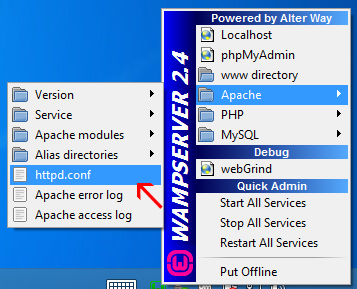 Powered by Alter Way
Localhost
phpMyAdmin
www directory
Apache
PHP
MySQL
Debug
webGrind
Quick Admin
Start All Services
Stop All Services
Restart All Services
Put Offline
WAMPSERVER 2.4
Version
Service
Apache modules
Alias directories
httpd.conf
Apache error log
Apache access log